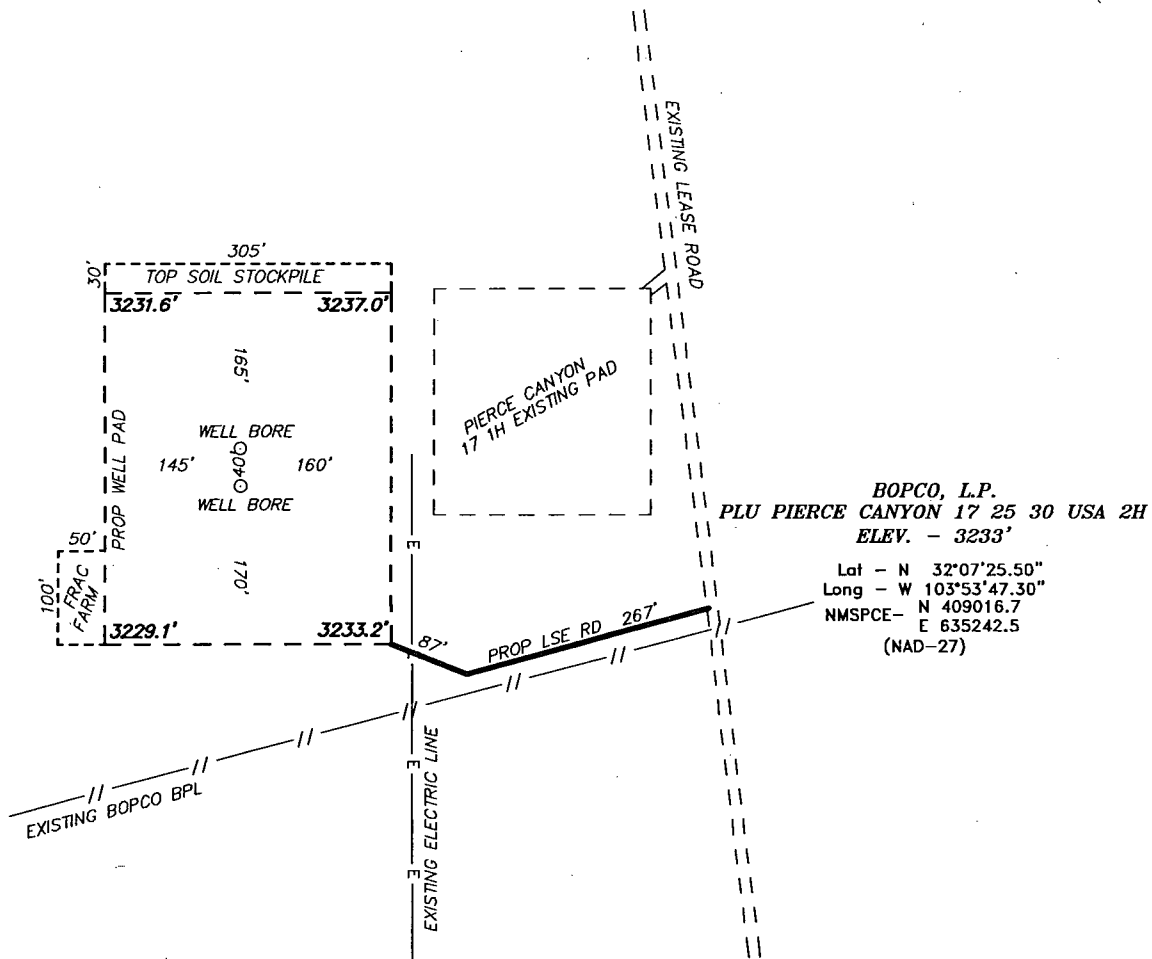 EXISTING LEASE ROAD
305'
30'
TOP SOIL STOCKPILE
3231.6'
3237.0'
165'
PIERCE CANYON
17 1H EXISTING PAD
PROP WELL PAD
WELL BORE
145'
40'
160'
WELL BORE
E
BOPCO, L.P.
PLU PIERCE CANYON 17 25 30 USA 2H
ELEV. - 3233'
50'
100'
FRAC
FARM
170'
Lat - N 32°07'25.50"
Long - W 103°53'47.30"
NMSPCE- N 409016.7
E 635242.5
(NAD-27)
3229.1'
3233.2'
87'
PROP LSE RD
267'
EXISTING BOPCO BPL
E
EXISTING ELECTRIC LINE
E